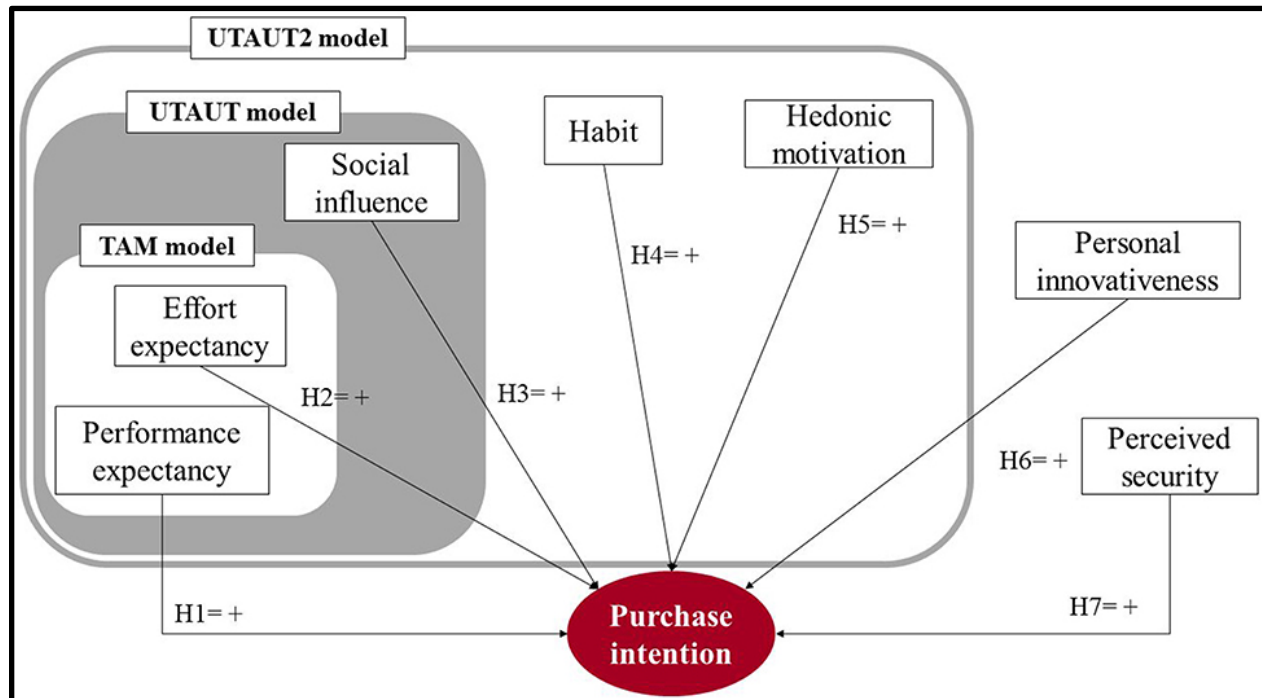 UTAUT2 model
UTAUT model
Social
influence
Habit
Hedonic
motivation
TAM model
Effort
expectancy
Performance
expectancy
Personal
innovativeness
Perceived
security
H5= +
H4= +
H2= +
H3= +
H6= +
H1= +
H7= +
Purchase
intention